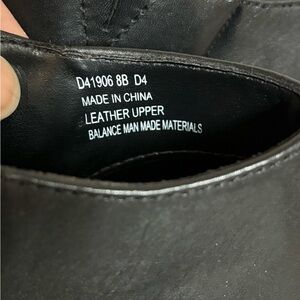 D41906 8B D4
MADE IN CHINA
LEATHER UPPER
BALANCE MAN MADE MATERIALS